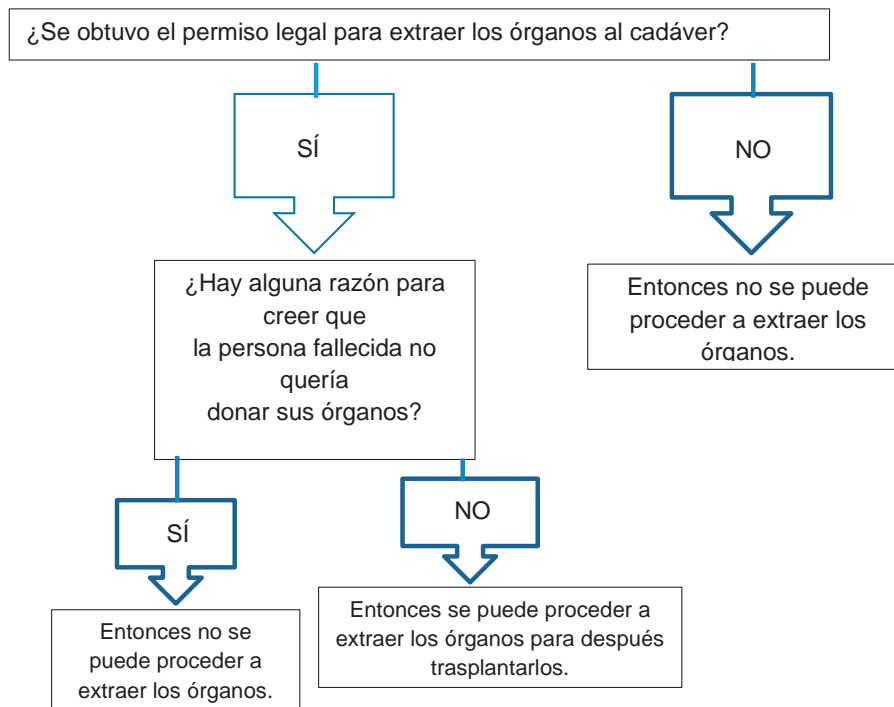 ¿Se obtuvo el permiso legal para extraer los órganos al cadáver?
SÍ
NO
¿Hay alguna razón para
creer que
la persona fallecida no
quería
donar sus órganos?
Entonces no se puede
proceder a extraer los
órganos.
SÍ
NO
Entonces no se
puede proceder a
extraer los órganos.
Entonces se puede proceder a
extraer los órganos para después
trasplantarlos.